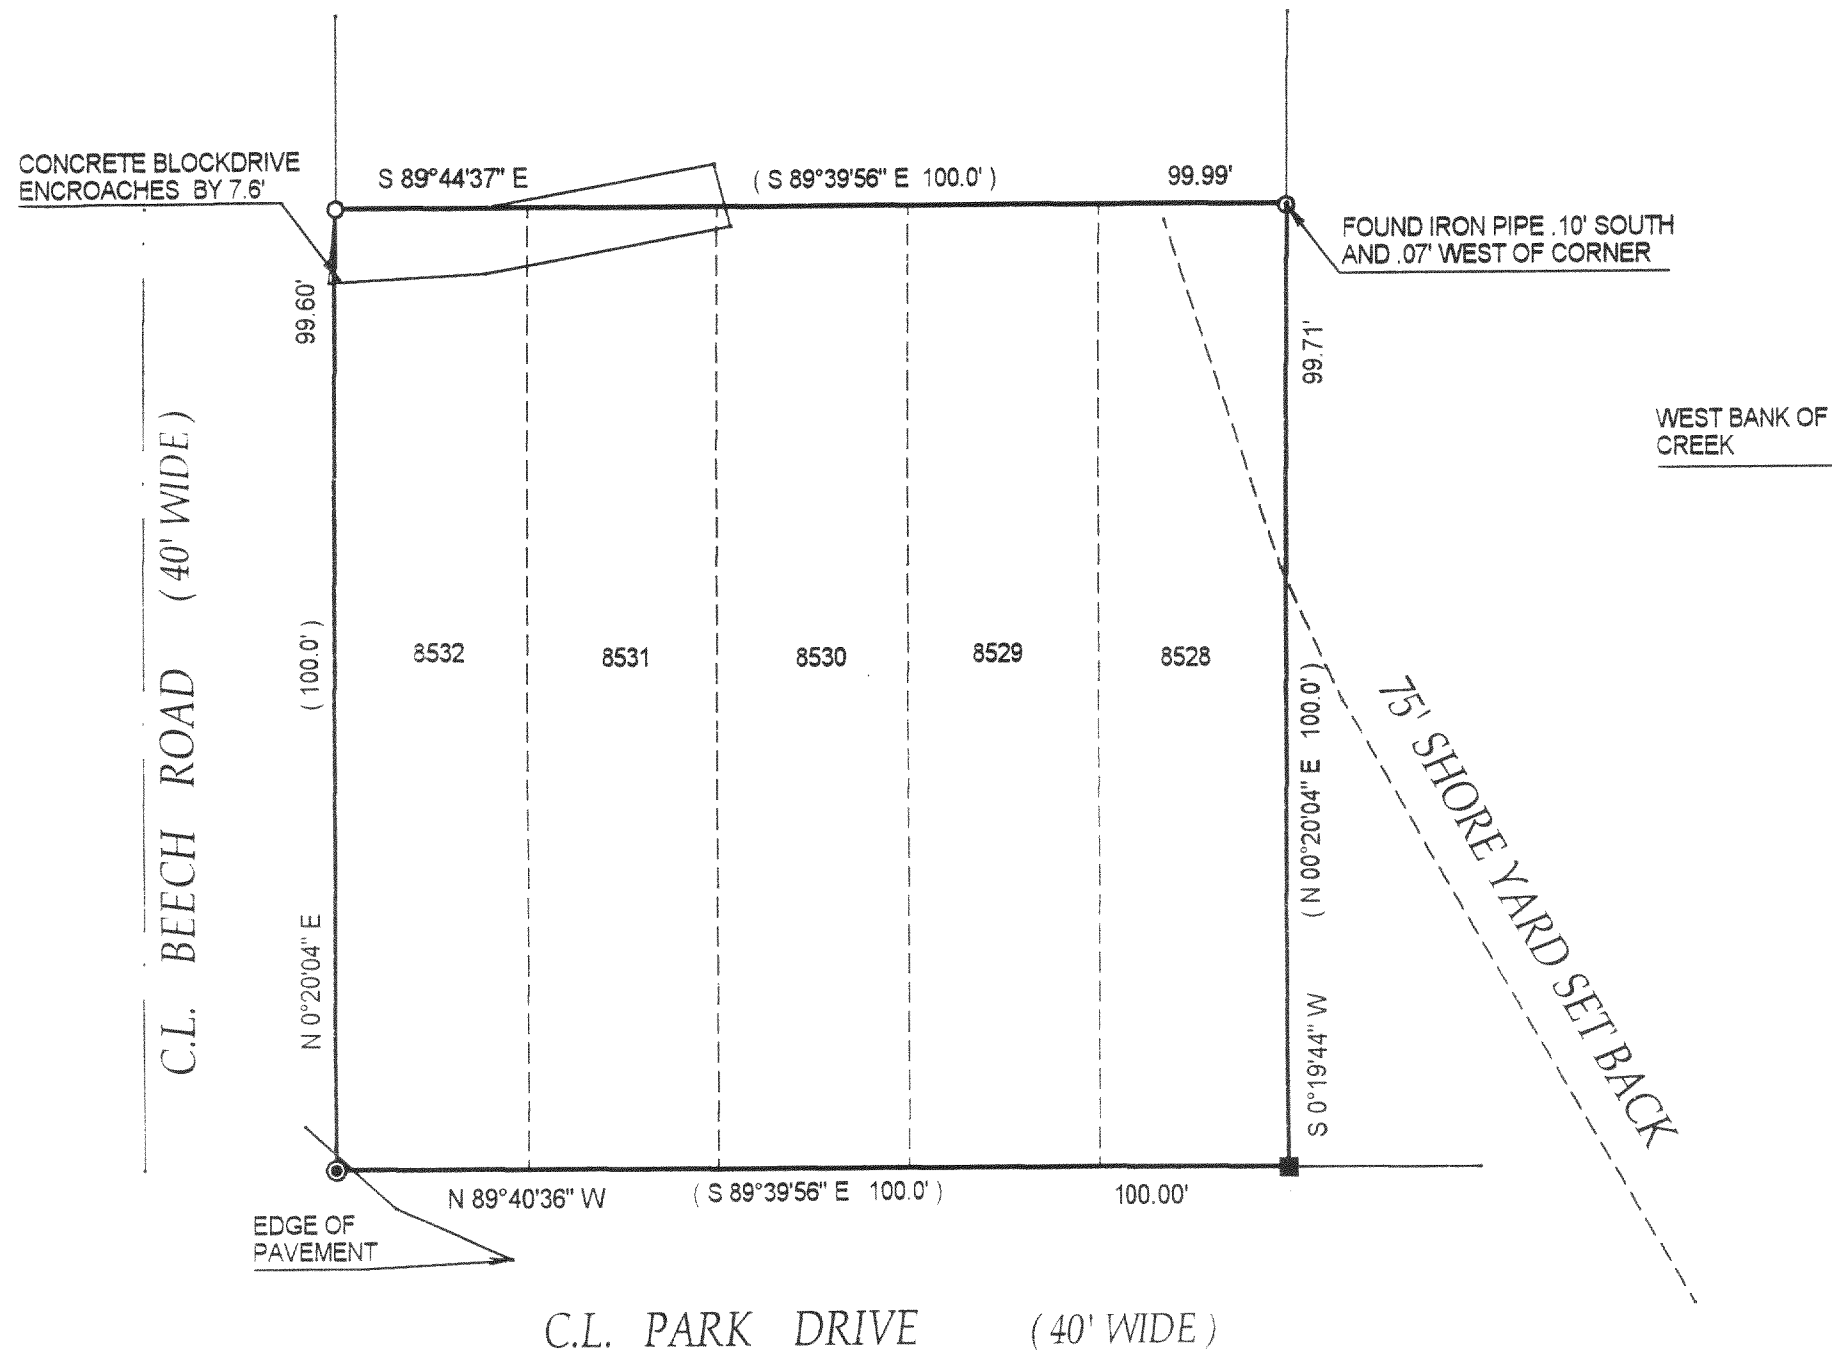 CONCRETE BLOCKDRIVE
ENCROACHES BY 7.6'
S 89°44'37" E
( S 89°39'56" E 100.0' )
99.99'
FOUND IRON PIPE .10' SOUTH
AND .07' WEST OF CORNER
99.60'
99.71'
WEST BANK OF
CREEK
C.L. BEECH ROAD ( 40' WIDE )
( 100.0' )
N 0°20'04" E
8532
8531
8530
8529
8528
( N 00°20'04" E 100.0' )
S 0°19'44" W
75' SHORE YARD SET BACK
N 89°40'36" W
( S 89°39'56" E 100.0' )
100.00'
EDGE OF
PAVEMENT
C.L. PARK DRIVE ( 40' WIDE )